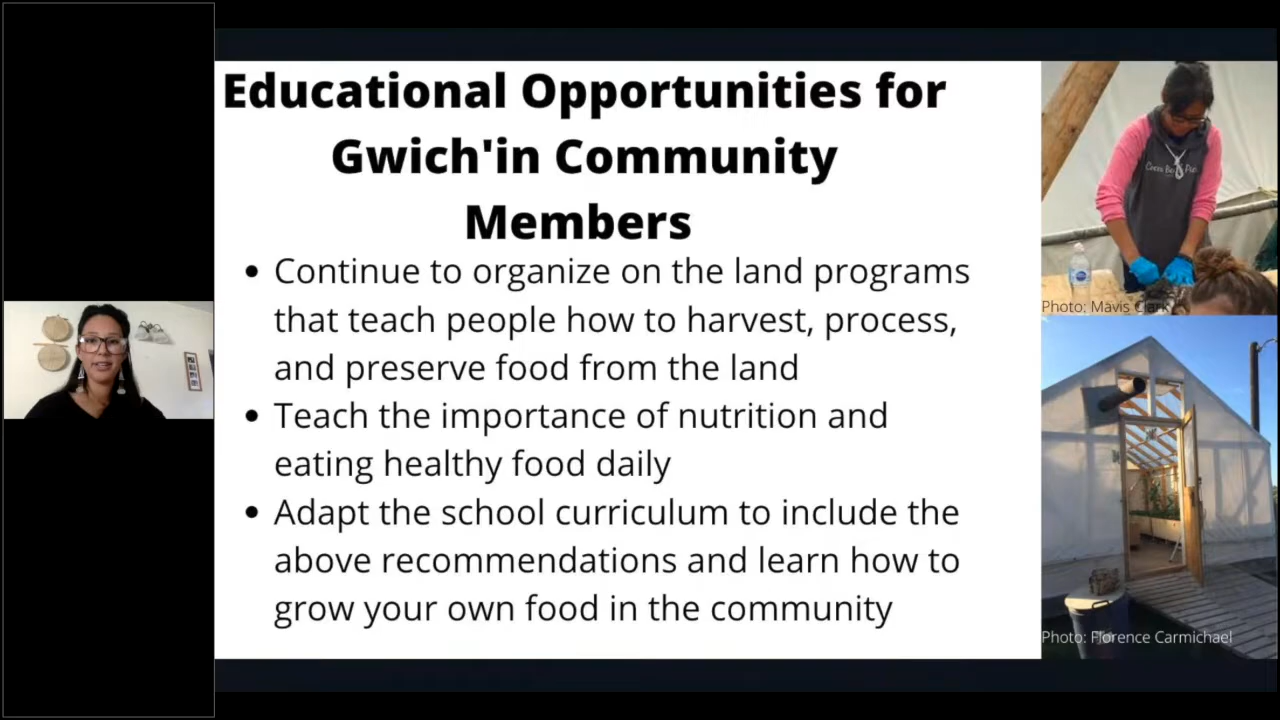 Educational Opportunities for
Gwich'in Community
Members
• Continue to organize on the land programs
that teach people how to harvest, process,
and preserve food from the land
• Teach the importance of nutrition and
eating healthy food daily
• Adapt the school curriculum to include the
above recommendations and learn how to
grow your own food in the community
Photo: Mavis Clark
Photo: Florence Carmichael